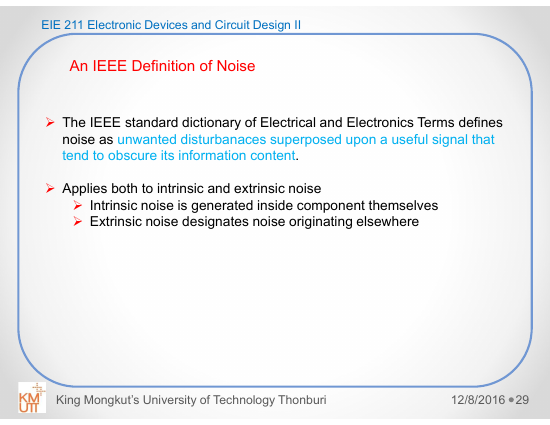 EIE 211 Electronic Devices and Circuit Design II
An IEEE Definition of Noise
The IEEE standard dictionary of Electrical and Electronics Terms defines
noise as unwanted disturbanaces superposed upon a useful signal that
tend to obscure its information content.
Applies both to intrinsic and extrinsic noise
Intrinsic noise is generated inside component themselves
Extrinsic noise designates noise originating elsewhere
KM
UTT
King Mongkut's University of Technology Thonburi
12/8/2016 ●29